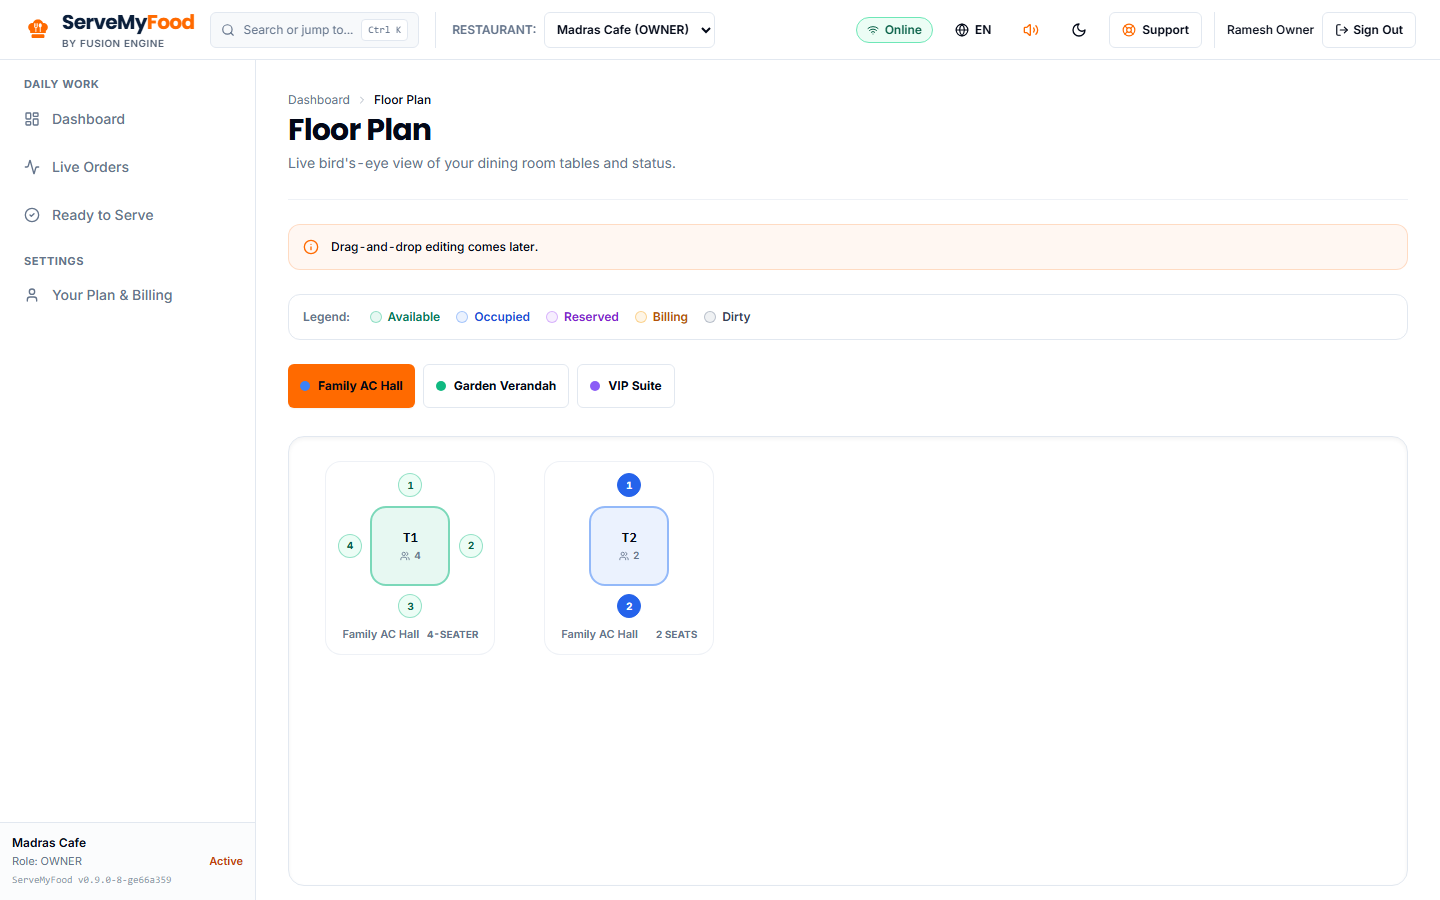 ServeMyFood
BY FUSION ENGINE
Search or jump to... Ctrl K
RESTAURANT: Madras Cafe (OWNER)
Online
EN
Support
Ramesh Owner
Sign Out
DAILY WORK
Dashboard
Live Orders
Ready to Serve
SETTINGS
Your Plan & Billing
Dashboard > Floor Plan
Floor Plan
Live bird's-eye view of your dining room tables and status.
Drag-and-drop editing comes later.
Legend: Available Occupied Reserved Billing Dirty
Family AC Hall Garden Verandah VIP Suite
1
T1
4
4
2
3
Family AC Hall 4-SEATER
1
T2
2
2
Family AC Hall 2 SEATS
Madras Cafe
Role: OWNER Active
ServeMyFood v0.9.0-8-ge66a359